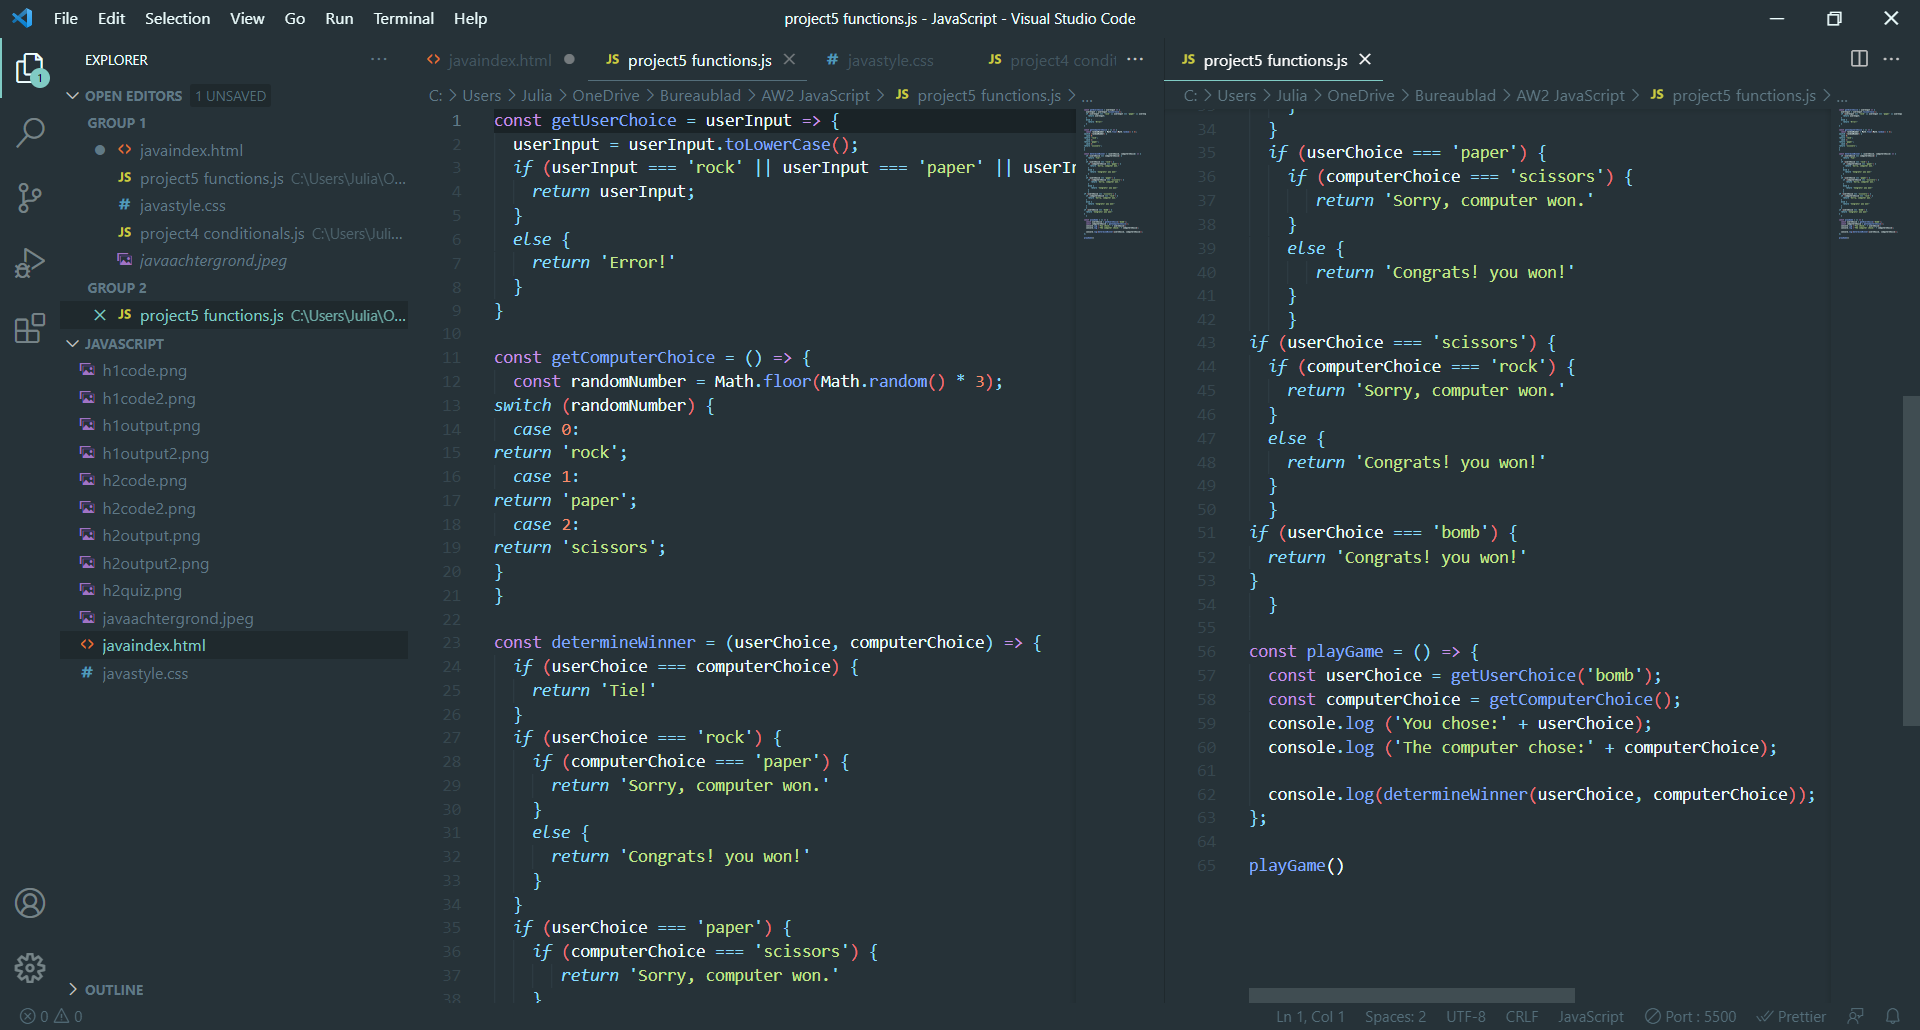 File Edit Selection View Go Run Terminal Help
project5 functions.js - JavaScript - Visual Studio Code
EXPLORER
OPEN EDITORS 1 UNSAVED
GROUP 1
javaindex.html
JS project5 functions.js C:\Users\Julia\O...
# javastyle.css
JS project4 conditionals.js C:\Users\Juli...
javaachtergrond.jpeg
GROUP 2
JS project5 functions.js C:\Users\Julia\O...
JAVASCRIPT
h1code.png
h1code2.png
h1output.png
h1output2.png
h2code.png
h2code2.png
h2output.png
h2output2.png
h2quiz.png
javaachtergrond.jpeg
<> javaindex.html
# javastyle.css
OUTLINE
1
<> javaindex.html JS project5 functions.js # javastyle.css JS project4 condit ...
C: > Users > Julia > OneDrive > Bureaublad > AW2 JavaScript > JS project5 functions.js > ...
1 const getUserChoice = userInput => {
2 userInput = userInput.toLowerCase();
3 if (userInput === 'rock' || userInput === 'paper' || userIn
4 return userInput;
5 }
6 else {
7 return 'Error!'
8 }
9 }
10
11 const getComputerChoice = () => {
12 const randomNumber = Math.floor(Math.random() * 3);
13 switch (randomNumber) {
14 case 0:
15 return 'rock';
16 case 1:
17 return 'paper';
18 case 2:
19 return 'scissors';
20 }
21 }
22
23 const determineWinner = (userChoice, computerChoice) => {
24 if (userChoice === computerChoice) {
25 return 'Tie!'
26 }
27 if (userChoice === 'rock') {
28 if (computerChoice === 'paper') {
29 return 'Sorry, computer won.'
30 }
31 else {
32 return 'Congrats! you won!'
33 }
34 }
35 if (userChoice === 'paper') {
36 if (computerChoice === 'scissors') {
37 return 'Sorry, computer won.'
38 }
JS project5 functions.js
C: > Users > Julia > OneDrive > Bureaublad > AW2 JavaScript > JS project5 functions.js > ...
34 }
35 if (userChoice === 'paper') {
36 if (computerChoice === 'scissors') {
37 return 'Sorry, computer won.'
38 }
39 else {
40 return 'Congrats! you won!'
41 }
42 }
43 if (userChoice === 'scissors') {
44 if (computerChoice === 'rock') {
45 return 'Sorry, computer won.'
46 }
47 else {
48 return 'Congrats! you won!'
49 }
50 }
51 if (userChoice === 'bomb') {
52 return 'Congrats! you won!'
53 }
54 }
55
56 const playGame = () => {
57 const userChoice = getUserChoice('bomb');
58 const computerChoice = getComputerChoice();
59 console.log ('You chose:' + userChoice);
60 console.log ('The computer chose:' + computerChoice);
61
62 console.log(determineWinner(userChoice, computerChoice));
63 };
64
65 playGame()
0 0
Ln 1, Col 1 Spaces: 2 UTF-8 CRLF JavaScript Port : 5500 Prettier